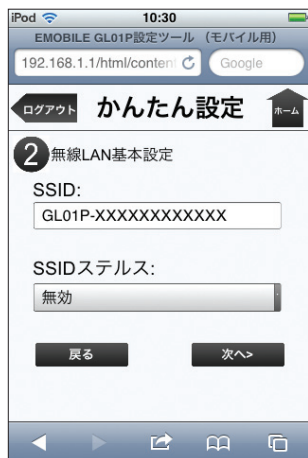 iPod 10:30
EMOBILE GL01P設定ツール （モバイル用）
192.168.1.1/html/content Google
ログアウト かんたん設定 ホーム
2 無線LAN基本設定
SSID:
GL01P-XXXXXXXXXXXX
SSIDステルス:
無効
戻る 次へ>